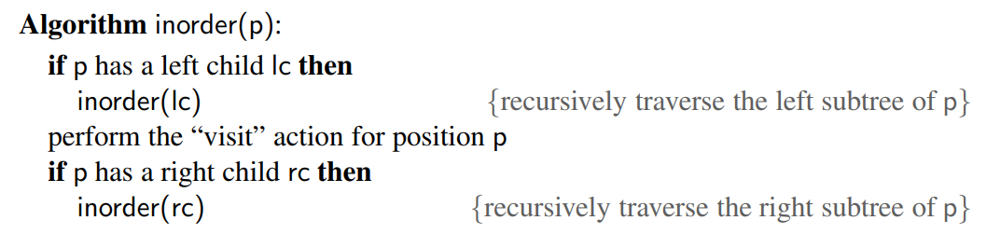 Algorithm inorder(p):
if p has a left child lc then
inorder(lc) {recursively traverse the left subtree of p}
perform the “visit” action for position p
if p has a right child rc then
inorder(rc) {recursively traverse the right subtree of p}